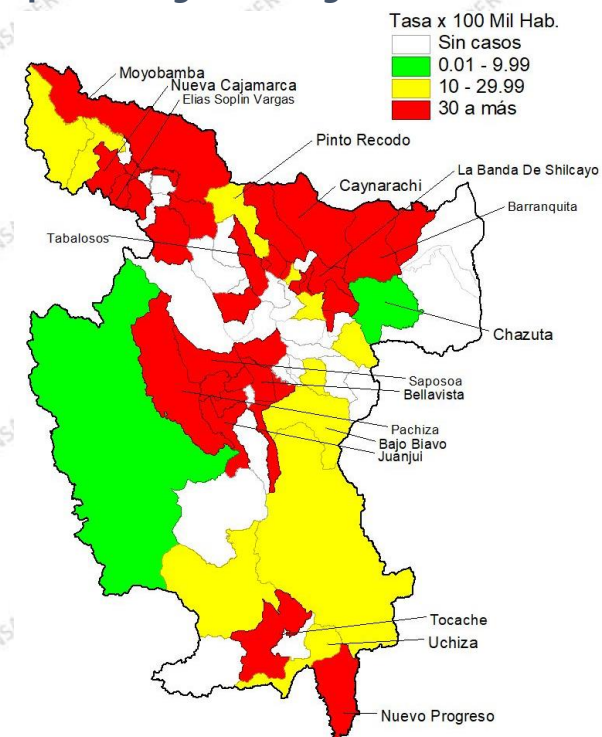 Tasa x 100 Mil Hab.
Sin casos
0.01 - 9.99
10 - 29.99
30 a más
Moyobamba
Nueva Cajamarca
Elias Soplin Vargas
Pinto Recodo
La Banda De Shilcayo
Caynarachi
Barranquita
Tabalosos
Chazuta
Saposoa
Bellavista
Pachiza
Bajo Biavo
Juánjui
Tocache
Uchiza
Nuevo Progreso